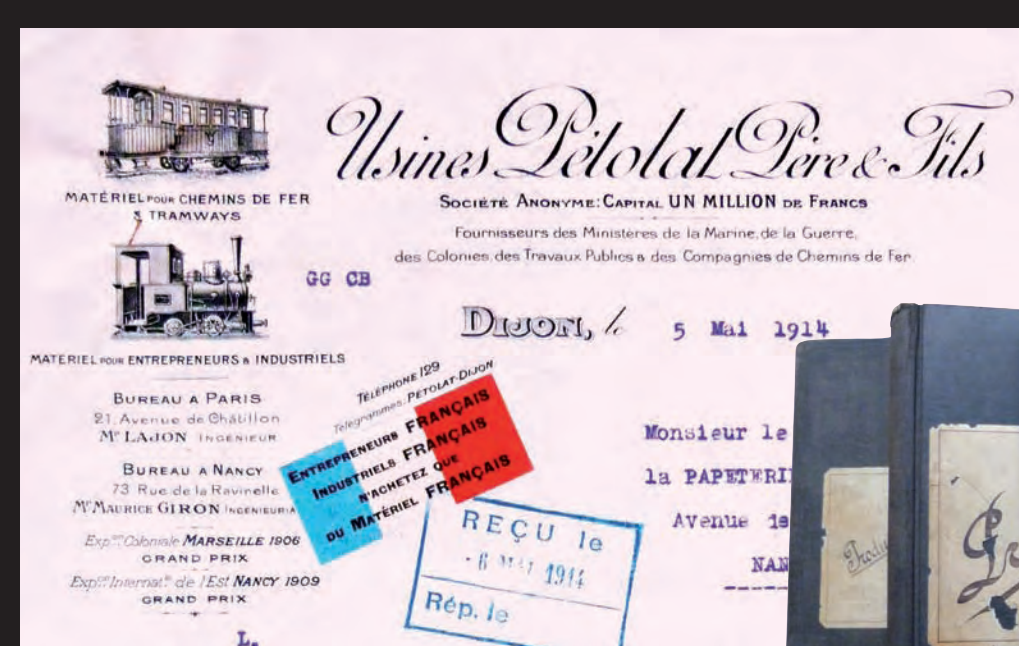 Usines Pétolat Père & Fils
SOCIÉTÉ ANONYME: CAPITAL UN MILLION DE FRANCS
Fournisseurs des Ministères de la Marine, de la Guerre,
des Colonies, des Travaux Publics & des Compagnies de Chemins de Fer
MATÉRIEL POUR CHEMINS DE FER
& TRAMWAYS
GG CB
DIJON, le 5 Mai 1914
MATÉRIEL POUR ENTREPRENEURS & INDUSTRIELS
BUREAU A PARIS
21, Avenue de Châtillon
Mr LAJON INGÉNIEUR
BUREAU A NANCY
73 Rue de la Ravinelle
Mr MAURICE GIRON INGÉNIEUR
Expon Coloniale MARSEILLE 1906
GRAND PRIX
Expon Internatle de l'Est NANCY 1909
GRAND PRIX
L.
TÉLÉPHONE 129
Télégrammes: PETOLAT-DIJON
ENTREPRENEURS FRANÇAIS
INDUSTRIELS FRANÇAIS
N'ACHETEZ QUE
DU MATÉRIEL FRANÇAIS
Monsieur le
la PAPETERI
Avenue de
NAN
REÇU le
- 6 MAI 1914
Rép. le